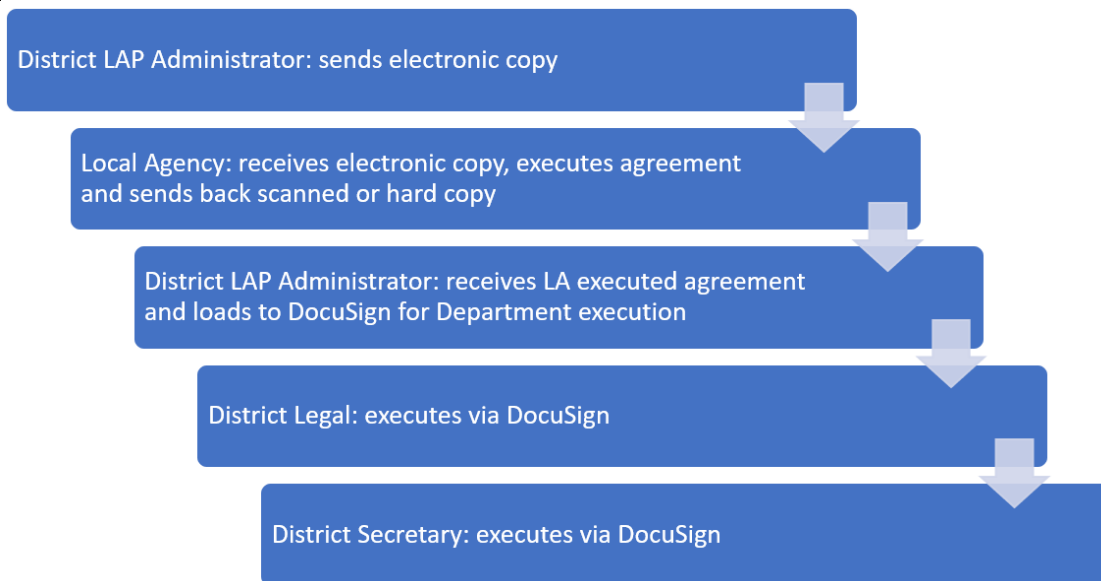 District LAP Administrator: sends electronic copy
Local Agency: receives electronic copy, executes agreement
and sends back scanned or hard copy
District LAP Administrator: receives LA executed agreement
and loads to DocuSign for Department execution
District Legal: executes via DocuSign
District Secretary: executes via DocuSign